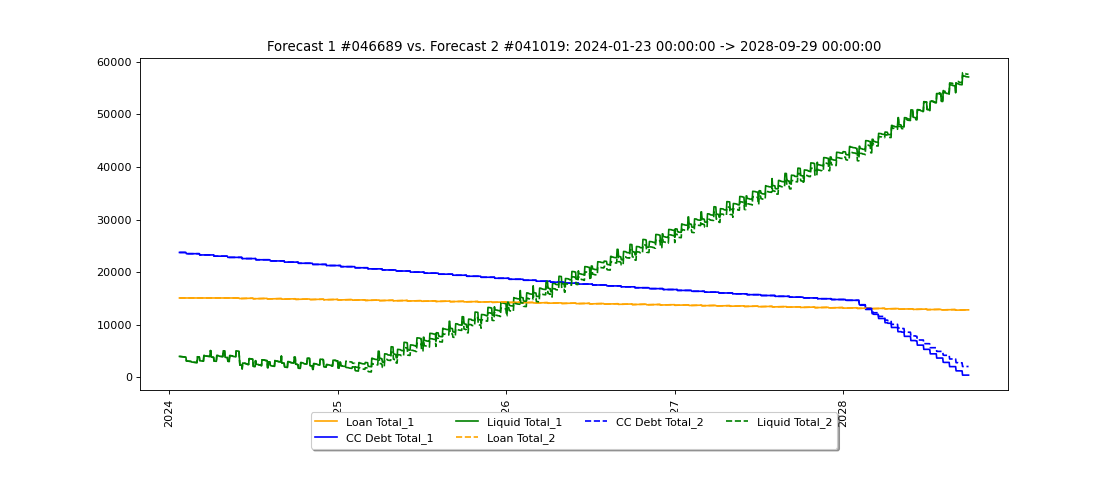 Forecast 1 #046689 vs. Forecast 2 #041019: 2024-01-23 00:00:00 -> 2028-09-29 00:00:00
60000
50000
40000
30000
20000
10000
0
2024
25
26
27
2028
Loan Total_1
CC Debt Total_1
Liquid Total_1
Loan Total_2
CC Debt Total_2
Liquid Total_2